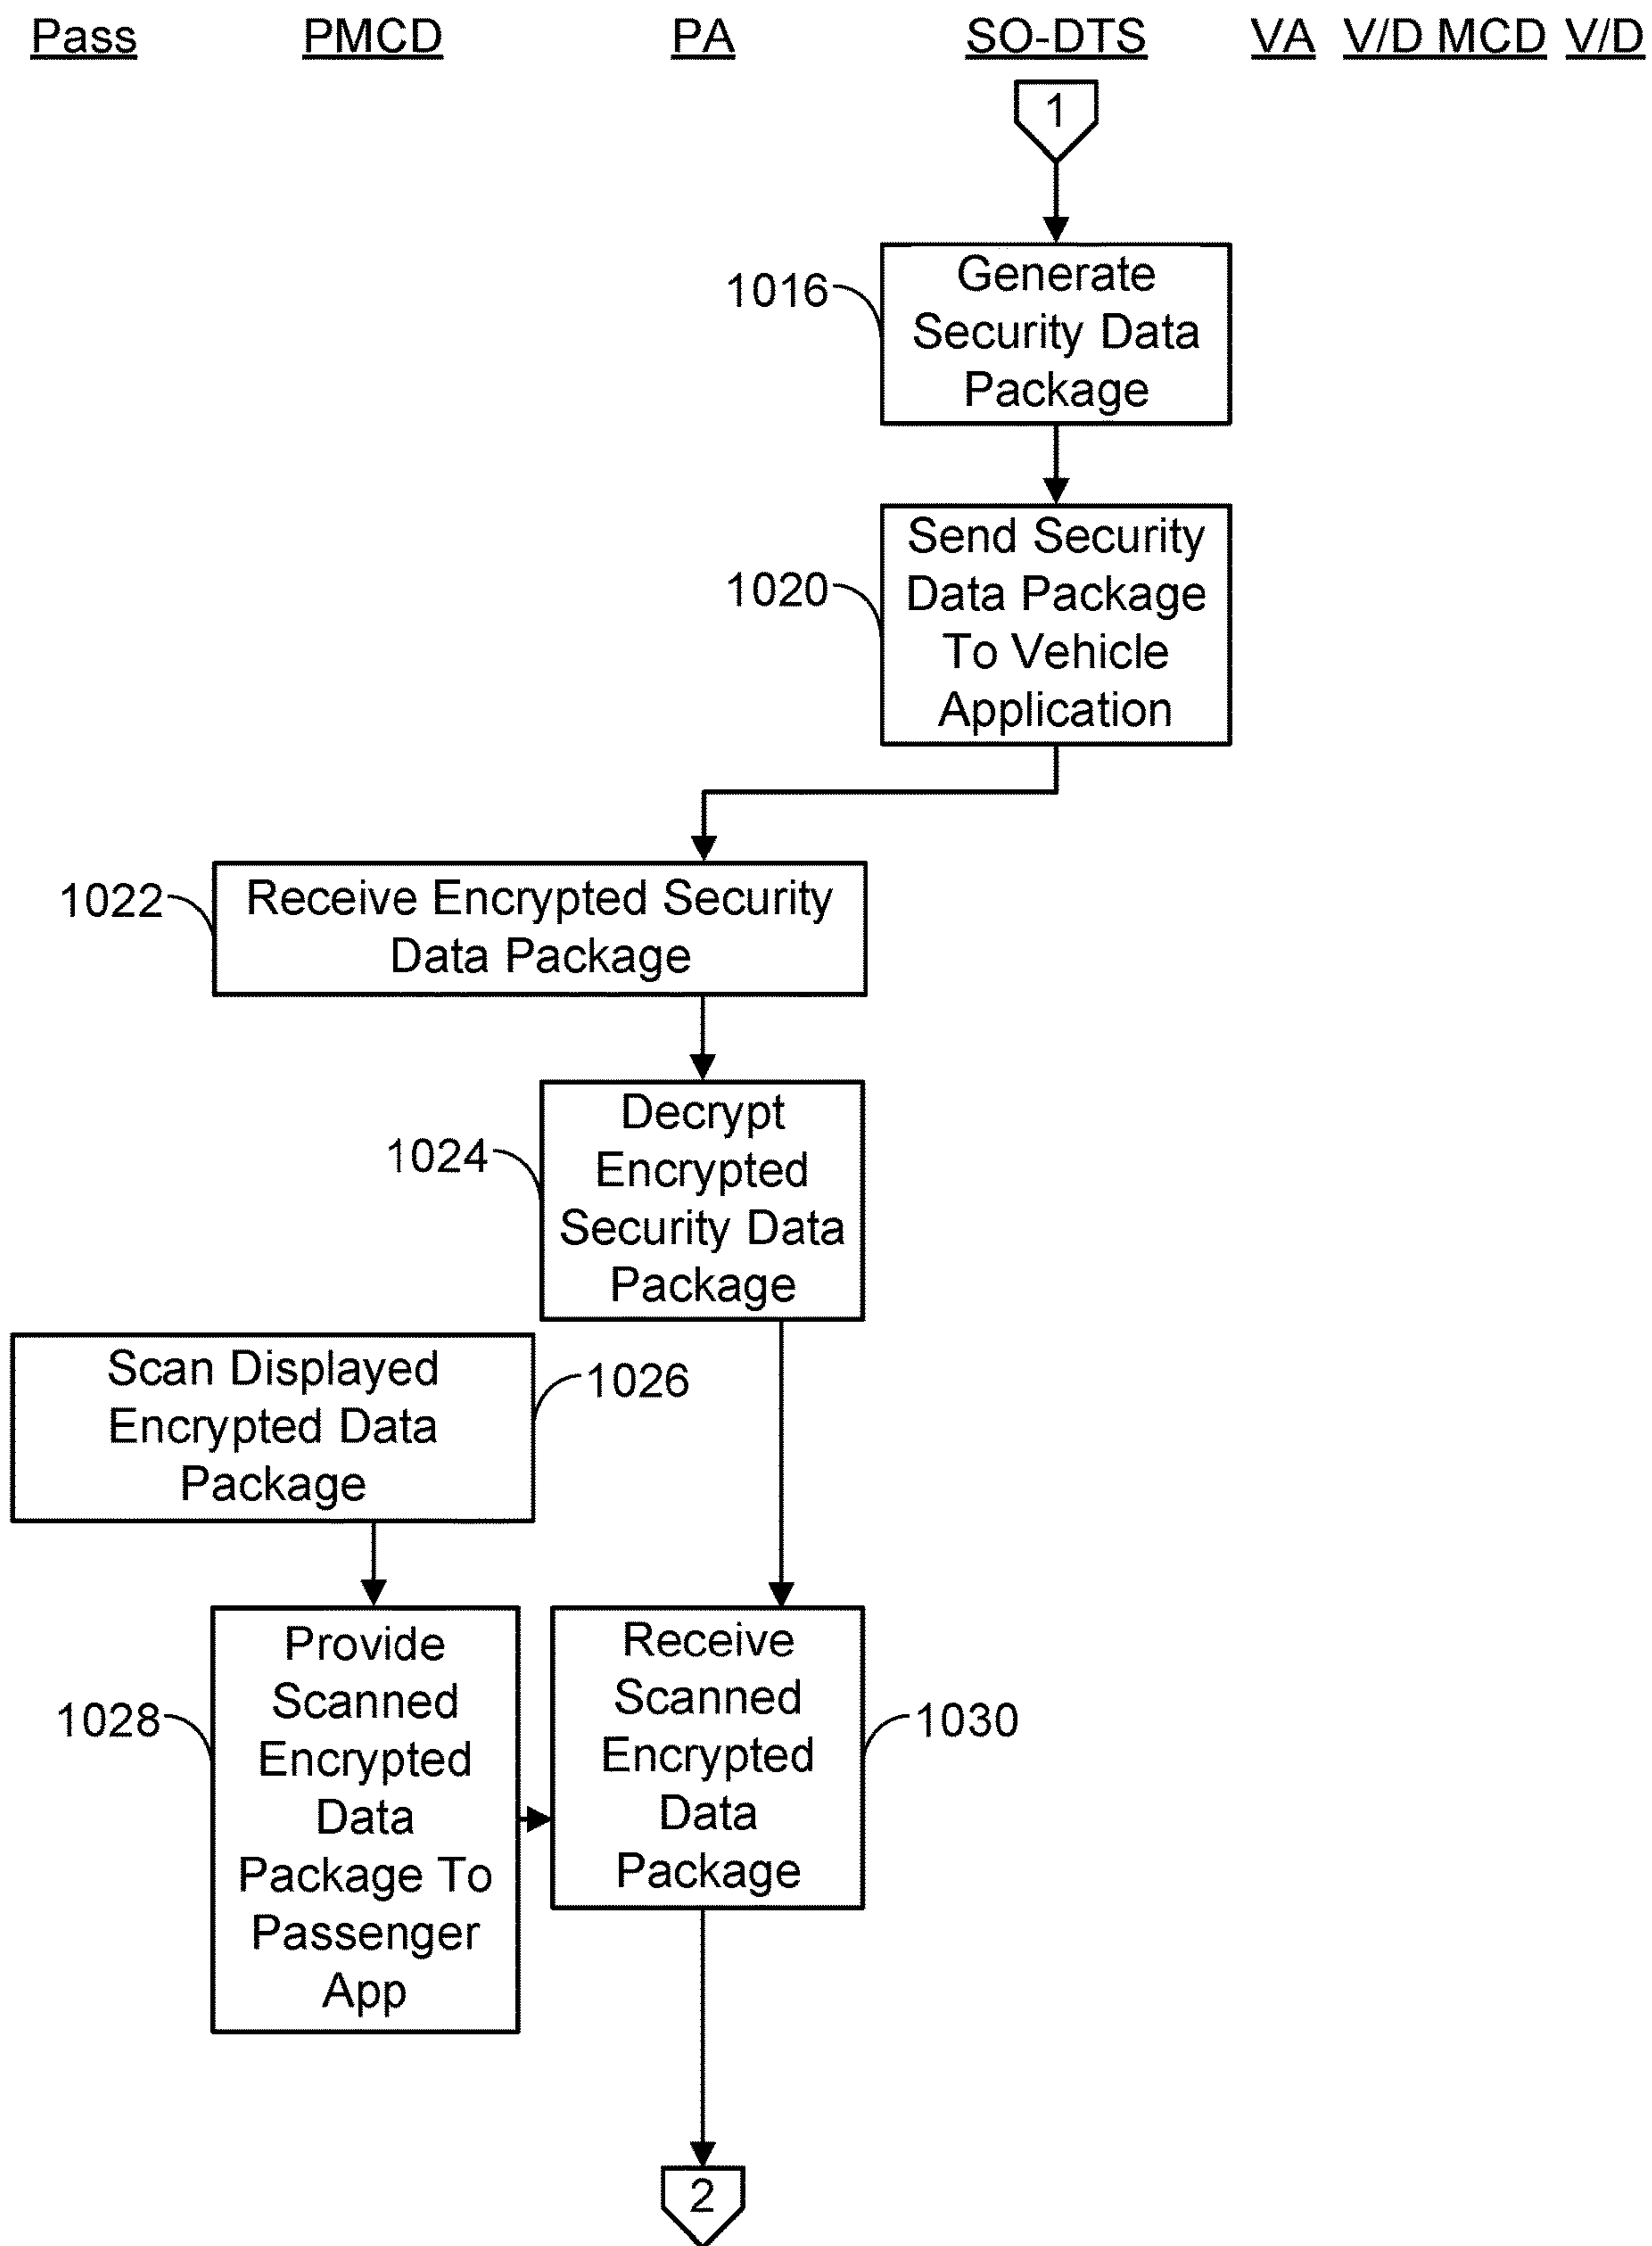 Pass PMCD PA SO-DTS VA V/D MCD V/D
1
1016
Generate
Security Data
Package
1020
Send Security
Data Package
To Vehicle
Application
1022
Receive Encrypted Security
Data Package
1024
Decrypt
Encrypted
Security Data
Package
Scan Displayed
Encrypted Data
Package
1026
1028
Provide
Scanned
Encrypted
Data
Package To
Passenger
App
Receive
Scanned
Encrypted
Data
Package
1030
2